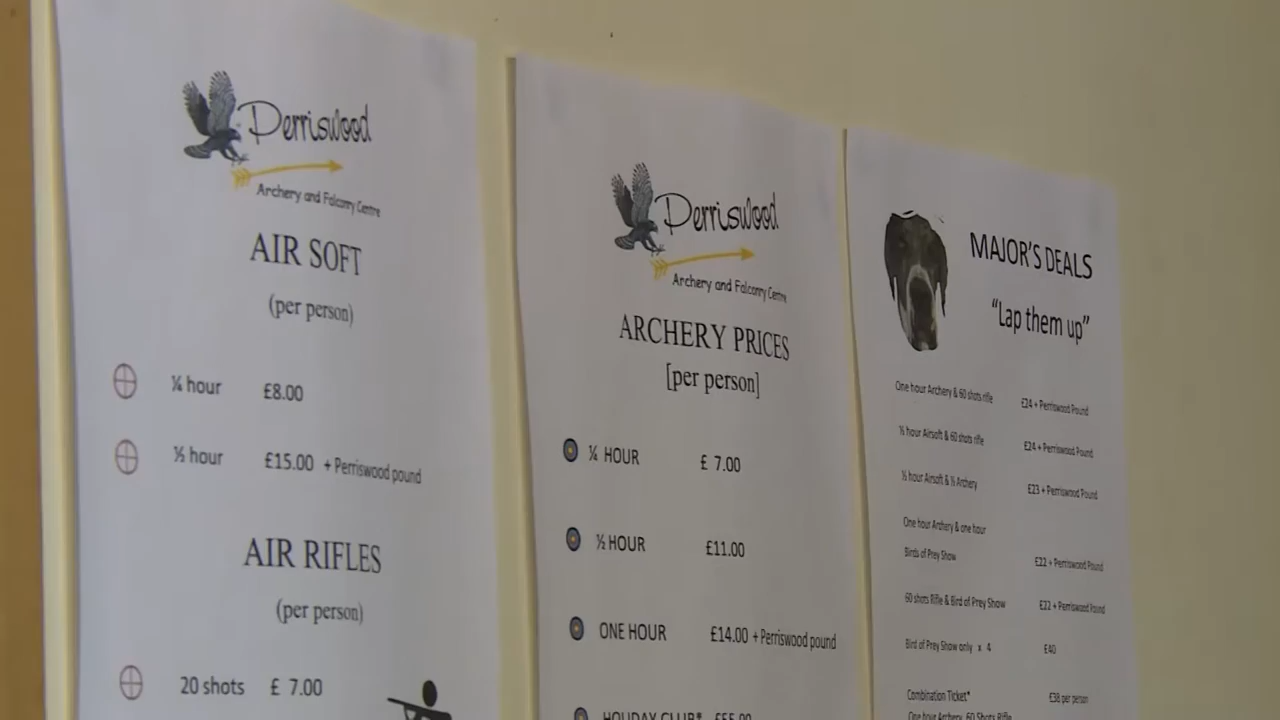 Perriswood
Archery and Falconry Centre
AIR SOFT
(per person)
¼ hour £8.00
½ hour £15.00 + Perriswood pound
AIR RIFLES
(per person)
20 shots £ 7.00
Perriswood
Archery and Falconry Centre
ARCHERY PRICES
[per person]
¼ HOUR £ 7.00
½ HOUR £11.00
ONE HOUR £14.00 + Perriswood pound
HOLIDAY CLUB* £55.00
MAJOR'S DEALS
"Lap them up"
One hour Archery & 60 shots rifle £24 + Perriswood Pound
½ hour Airsoft & 60 shots rifle £24 + Perriswood Pound
½ hour Airsoft & ½ Archery £23 + Perriswood Pound
One hour Archery & one hour
Birds of Prey Show £22 + Perriswood Pound
60 shots Rifle & Bird of Prey Show £22 + Perriswood Pound
Bird of Prey Show only x 4 £40
Combination Ticket* £38 per person
One hour Archery, 60 Shots Rifle